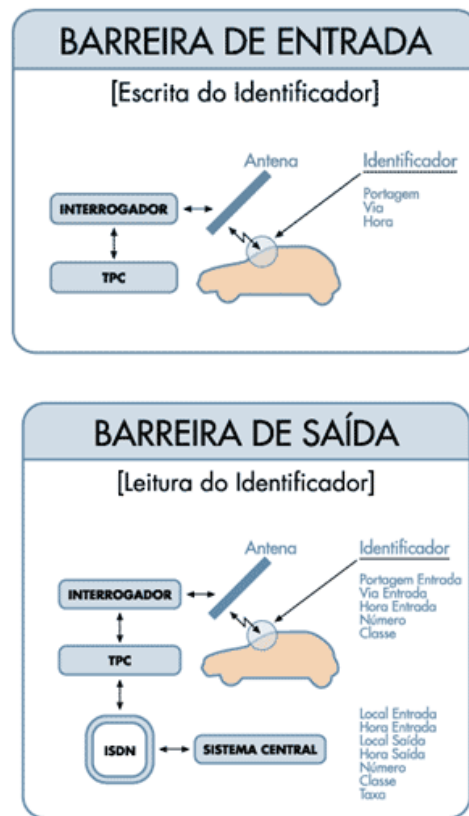 BARREIRA DE ENTRADA
[Escrita do Identificador]
Antena
Identificador
INTERROGADOR
Portagem
Via
Hora
TPC
BARREIRA DE SAÍDA
[Leitura do Identificador]
Antena
Identificador
INTERROGADOR
Portagem Entrada
Via Entrada
Hora Entrada
Número
Classe
TPC
ISDN
SISTEMA CENTRAL
Local Entrada
Hora Entrada
Local Saída
Hora Saída
Número
Classe
Taxa